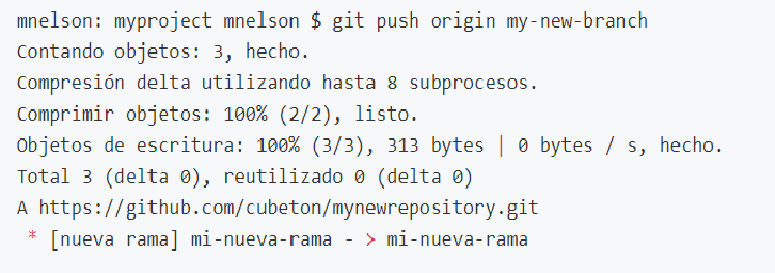 mnelson: myproject mnelson $ git push origin my-new-branch
Contando objetos: 3, hecho.
Compresión delta utilizando hasta 8 subprocesos.
Comprimir objetos: 100% (2/2), listo.
Objetos de escritura: 100% (3/3), 313 bytes | 0 bytes / s, hecho.
Total 3 (delta 0), reutilizado 0 (delta 0)
A https://github.com/cubeton/mynewrepository.git
* [nueva rama] mi-nueva-rama - > mi-nueva-rama